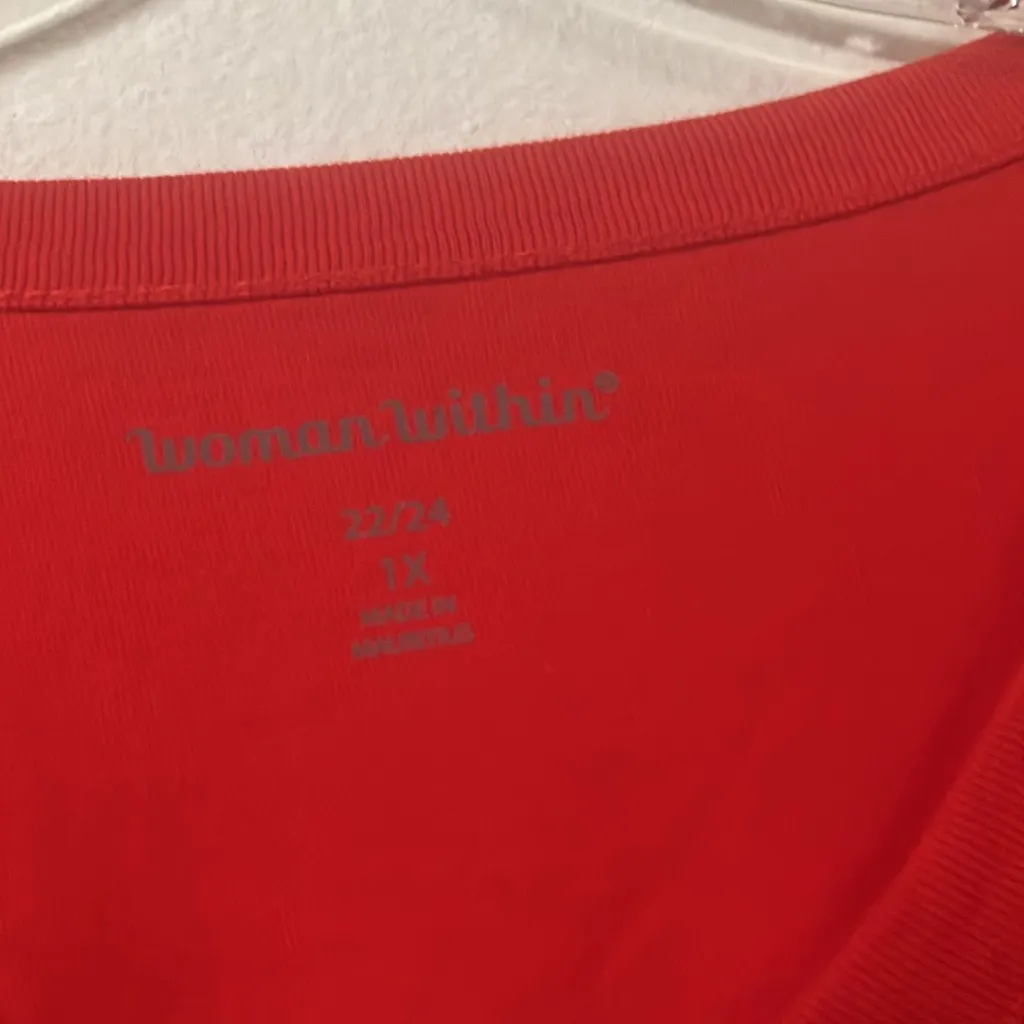 Woman Within®
22/24
1X
MADE IN
MAURITIUS